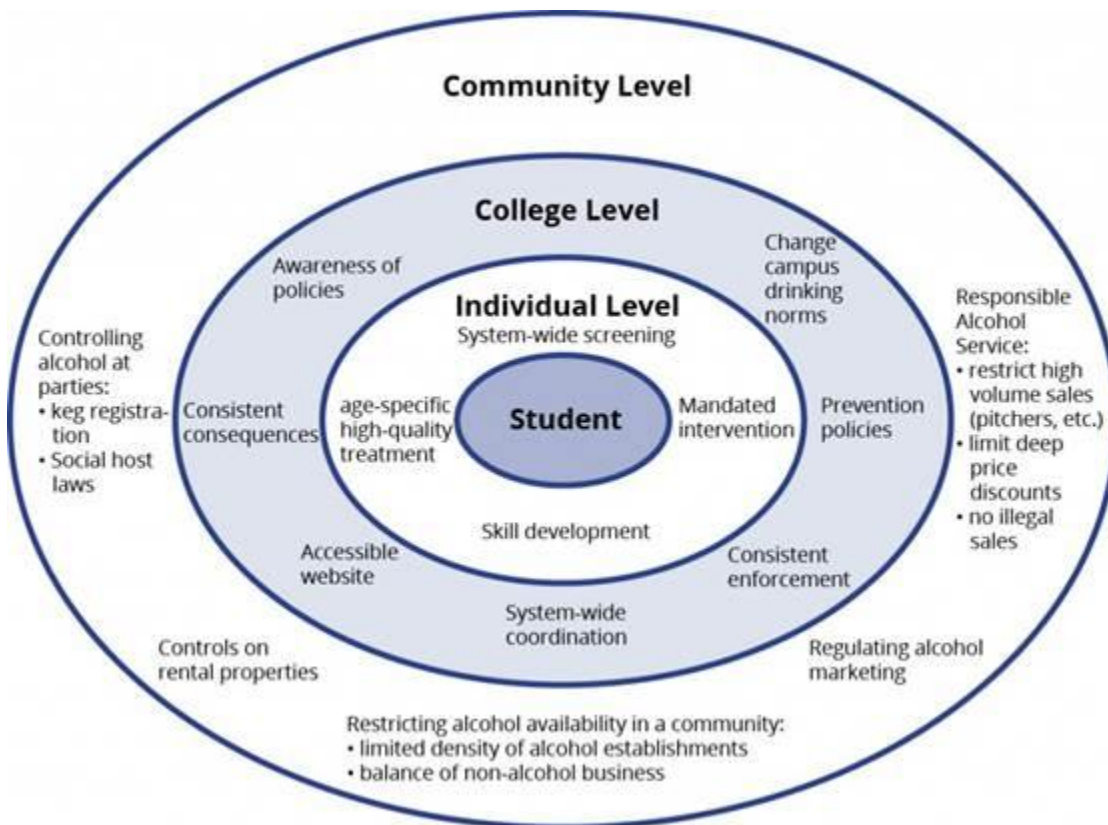 Community Level
College Level
Awareness of
policies
Change
campus
drinking
norms
Individual Level
System-wide screening
Controlling
alcohol at
parties:
• keg registra-
tion
• Social host
laws
Consistent
consequences
age-specific
high-quality
treatment
Student
Mandated
intervention
Prevention
policies
Responsible
Alcohol
Service:
• restrict high
volume sales
(pitchers, etc.)
• limit deep
price
discounts
• no illegal
sales
Skill development
Accessible
website
Consistent
enforcement
System-wide
coordination
Controls on
rental properties
Regulating alcohol
marketing
Restricting alcohol availability in a community:
• limited density of alcohol establishments
• balance of non-alcohol business